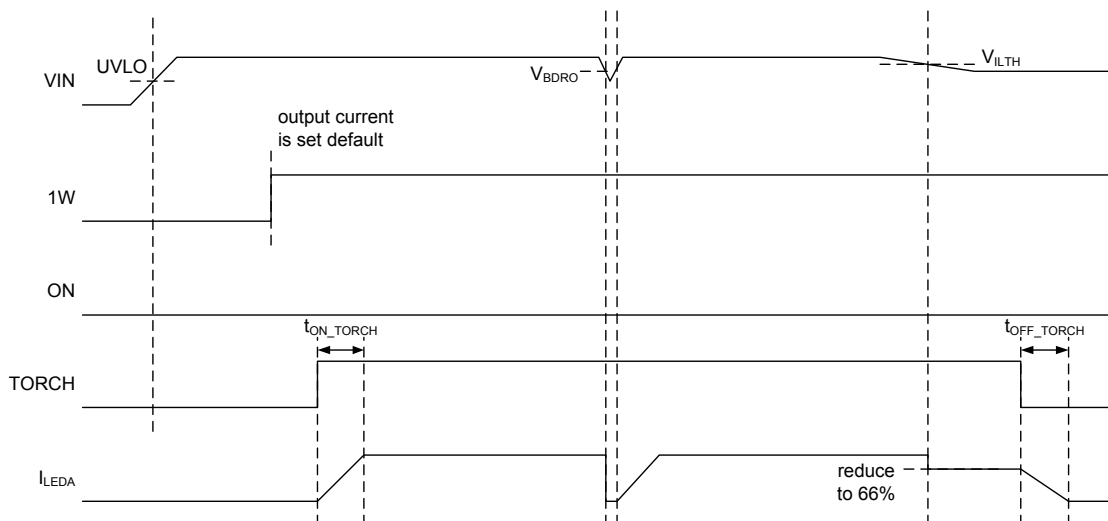 UVLO
VIN
V_BDRO
V_ILTH
output current
is set default
1W
ON
t_ON_TORCH
t_OFF_TORCH
TORCH
I_LEDA
reduce
to 66%